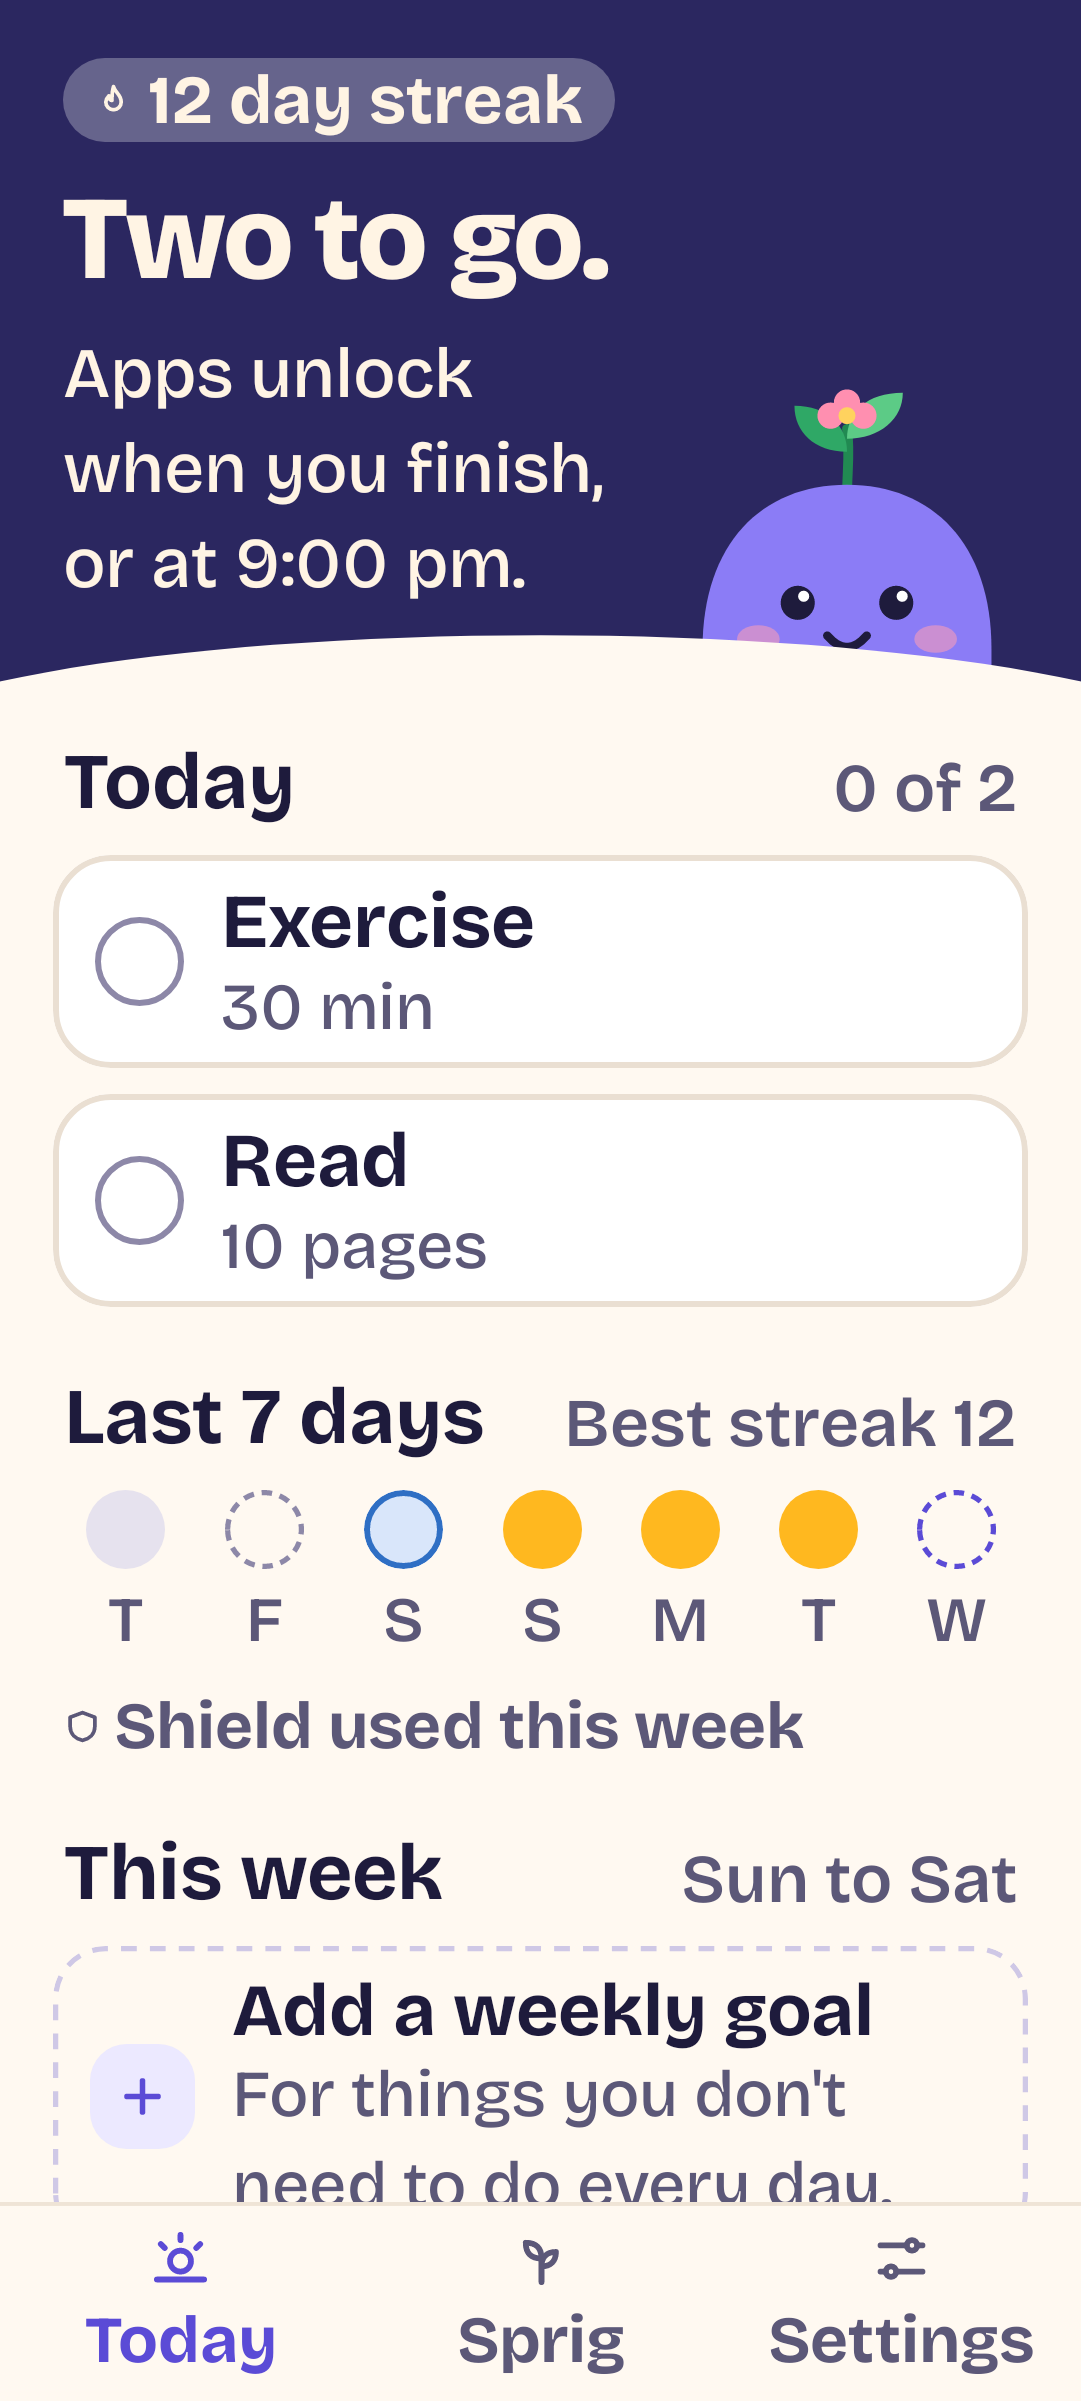 12 day streak
Two to go.
Apps unlock
when you finish,
or at 9:00 pm.
Today
0 of 2
Exercise
30 min
Read
10 pages
Last 7 days
Best streak 12
T F S S M T W
Shield used this week
This week
Sun to Sat
Add a weekly goal
For things you don't
need to do every day.
Today
Sprig
Settings